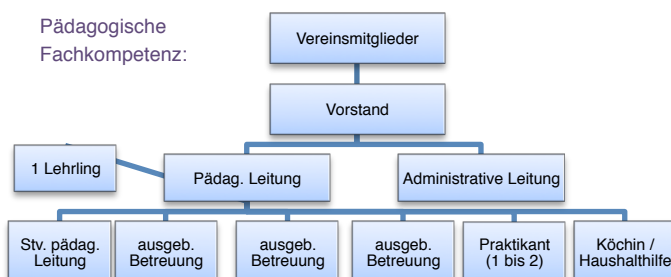 Pädagogische
Fachkompetenz:
Vereinsmitglieder
Vorstand
1 Lehrling
Pädag. Leitung
Administrative Leitung
Stv. pädag.
Leitung
ausgeb.
Betreuung
ausgeb.
Betreuung
ausgeb.
Betreuung
Praktikant
(1 bis 2)
Köchin /
Haushalthilfe